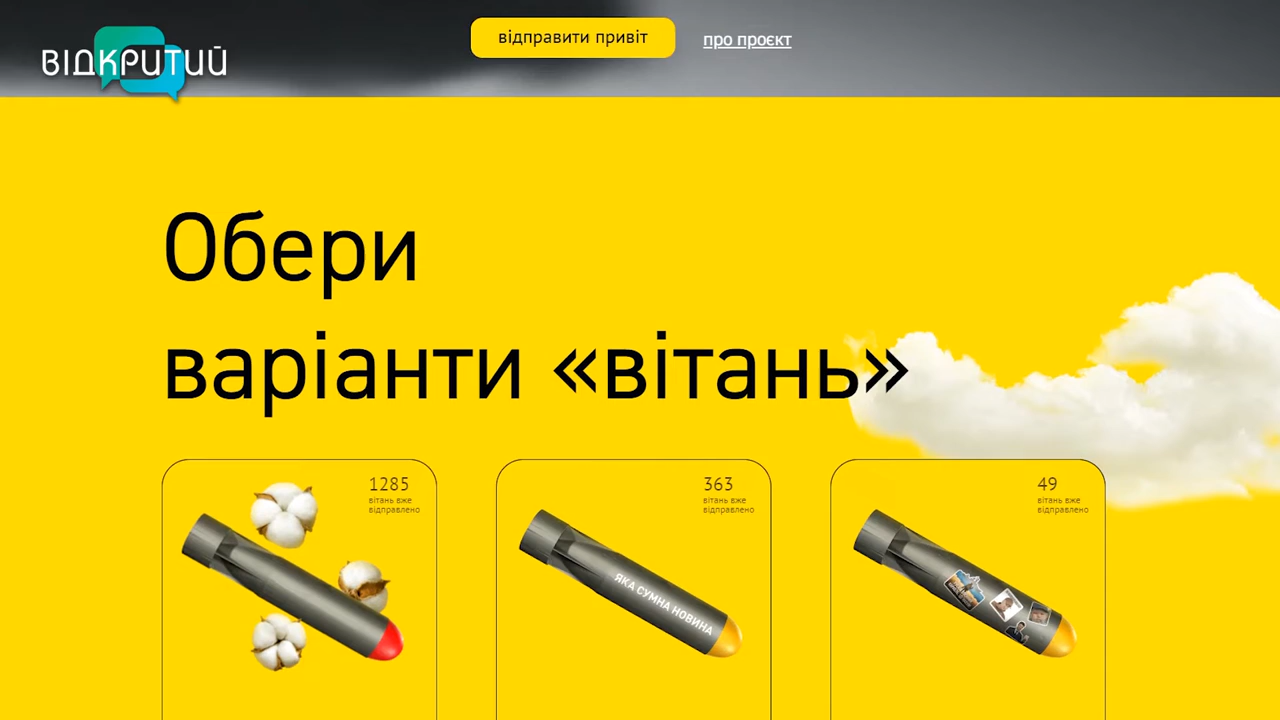 ВІДКРИТИЙ
відправити привіт
про проєкт
Обери
варіанти «вітань»
1285
вітань вже
відправлено
363
вітань вже
відправлено
ЯКА СУМНА НОВИНА
49
вітань вже
відправлено